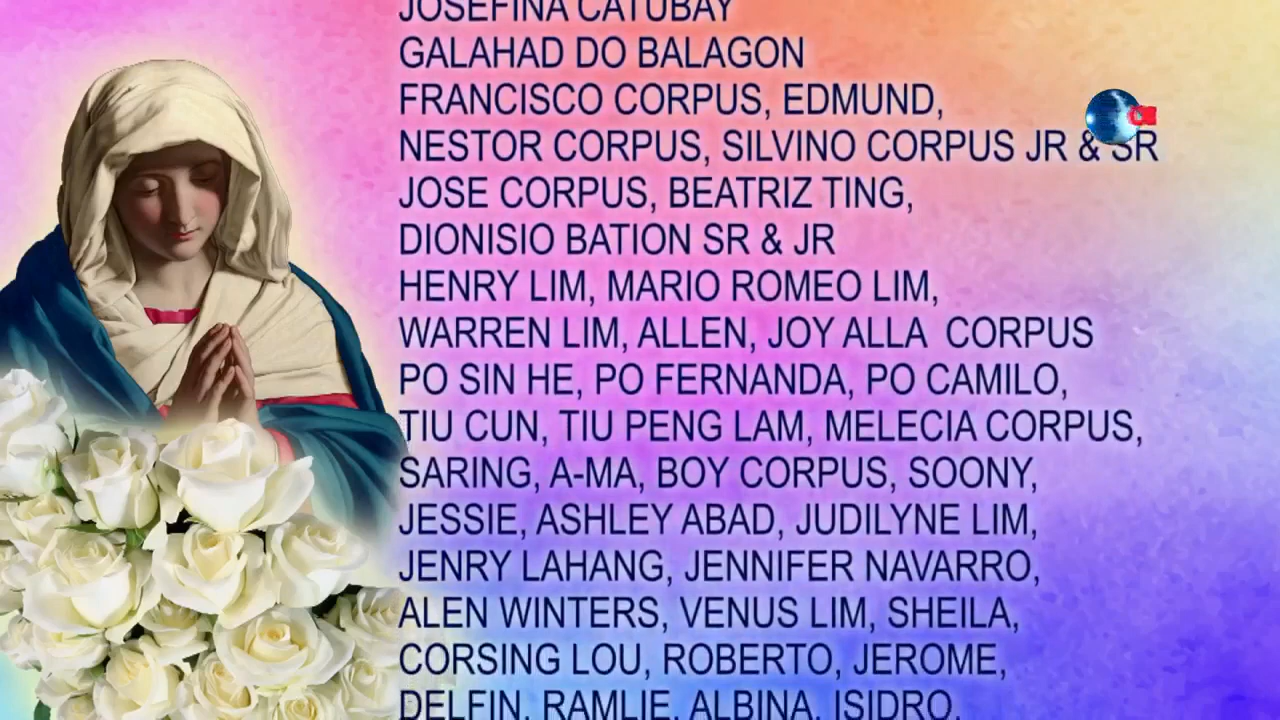 JOSEFINA CATUBAY
GALAHAD DO BALAGON
FRANCISCO CORPUS, EDMUND,
NESTOR CORPUS, SILVINO CORPUS JR & SR
JOSE CORPUS, BEATRIZ TING,
DIONISIO BATION SR & JR
HENRY LIM, MARIO ROMEO LIM,
WARREN LIM, ALLEN, JOY ALLA  CORPUS
PO SIN HE, PO FERNANDA, PO CAMILO,
TIU CUN, TIU PENG LAM, MELECIA CORPUS,
SARING, A-MA, BOY CORPUS, SOONY,
JESSIE, ASHLEY ABAD, JUDILYNE LIM,
JENRY LAHANG, JENNIFER NAVARRO,
ALEN WINTERS, VENUS LIM, SHEILA,
CORSING LOU, ROBERTO, JEROME,
DELFIN, RAMLIE, ALBINA, ISIDRO,